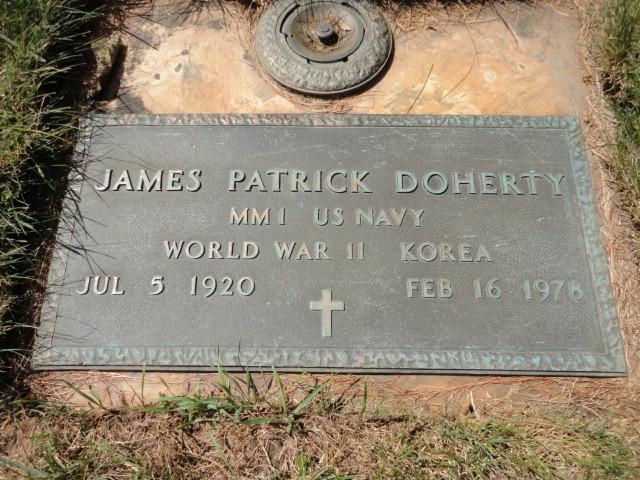 JAMES PATRICK DOHERTY
MM1 US NAVY
WORLD WAR II KOREA
JUL 5 1920 FEB 16 1978